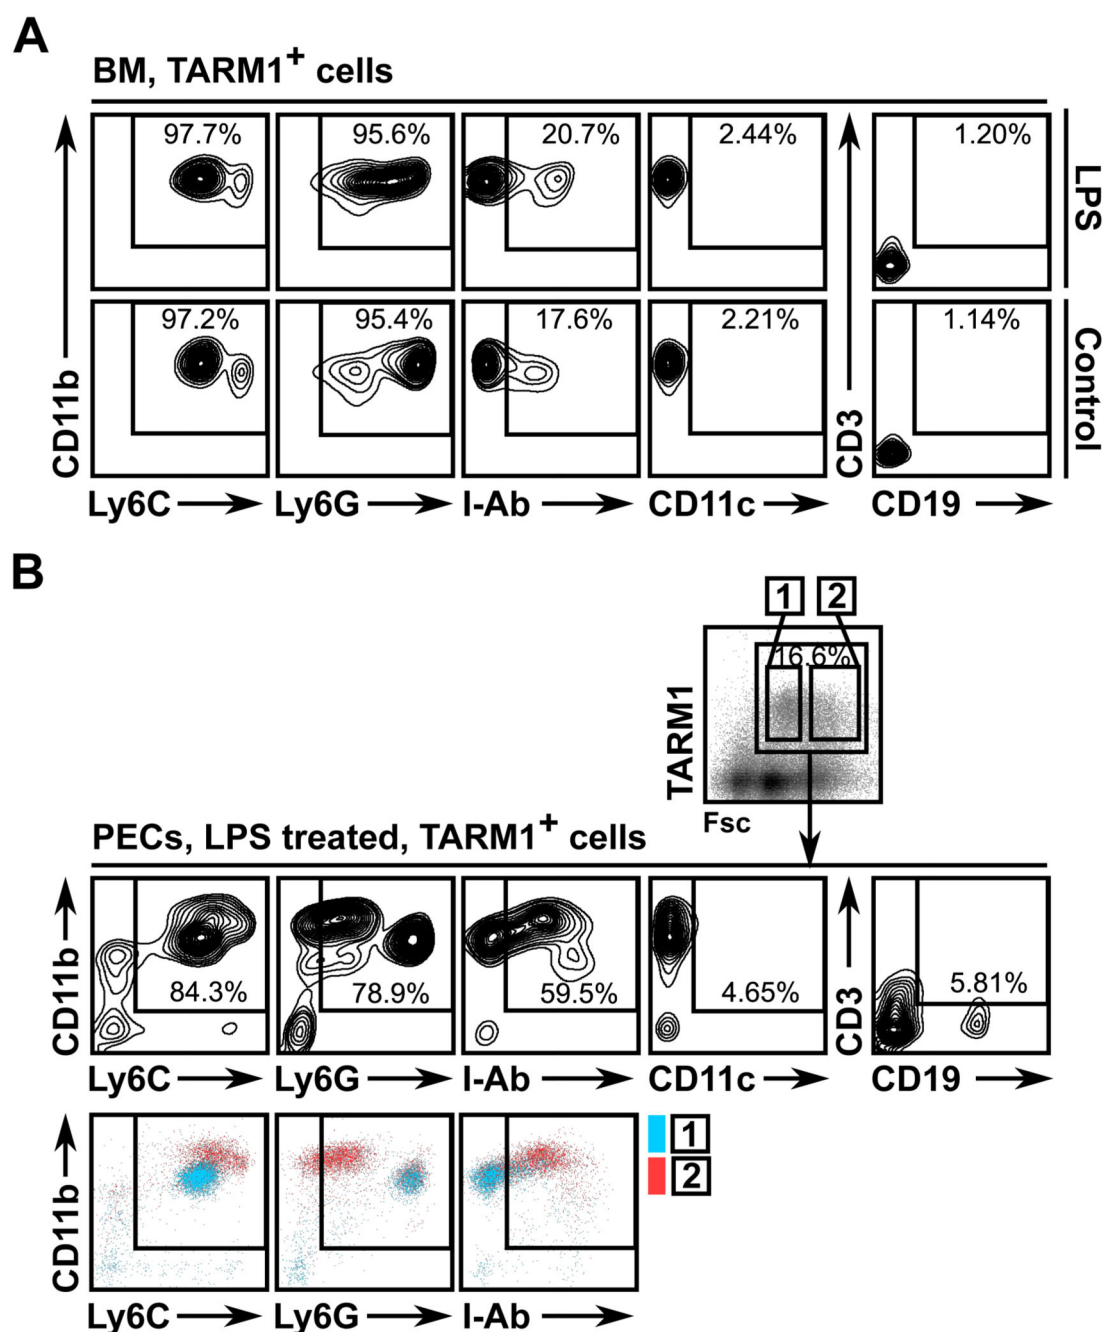 A
BM, TARM1+ cells
97.7% 95.6% 20.7% 2.44% 1.20%
LPS
97.2% 95.4% 17.6% 2.21% 1.14%
Control
CD11b
CD3
Ly6C Ly6G I-Ab CD11c CD19
B
1 2
16.6%
TARM1
Fsc
PECs, LPS treated, TARM1+ cells
CD11b
84.3% 78.9% 59.5% 4.65% 5.81%
CD3
Ly6C Ly6G I-Ab CD11c CD19
CD11b
1
2
Ly6C Ly6G I-Ab